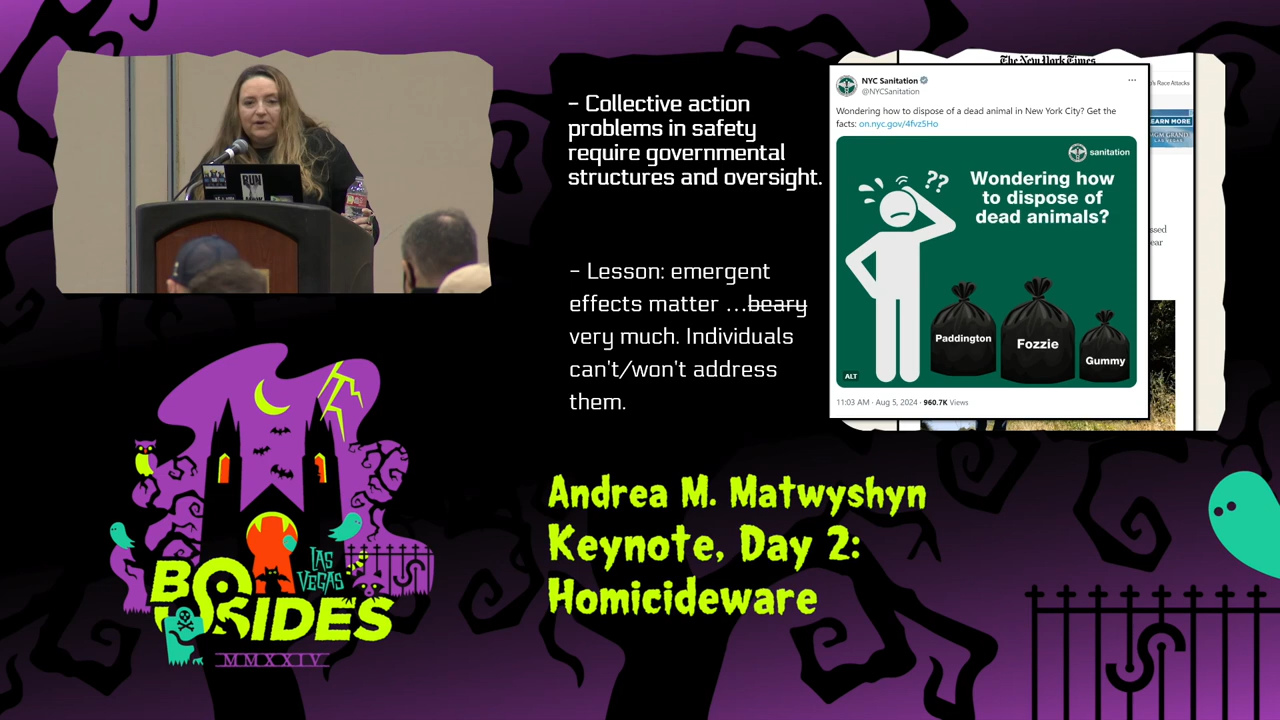 - Collective action
problems in safety
require governmental
structures and oversight.
- Lesson: emergent
effects matter ...beary
very much. Individuals
can't/won't address
them.
The New York Times
's Race Attacks
EARN MORE
MGM GRAND
NYC Sanitation
@NYCSanitation
Wondering how to dispose of a dead animal in New York City? Get the
facts: on.nyc.gov/4fvz5Ho
sanitation
??
Wondering how
to dispose of
dead animals?
Paddington
Fozzie
Gummy
ALT
11:03 AM · Aug 5, 2024 · 960.7K Views
RUN
LAS
VEGAS
BSIDES
MMXXIV
Andrea M. Matwyshyn
Keynote, Day 2:
Homicideware